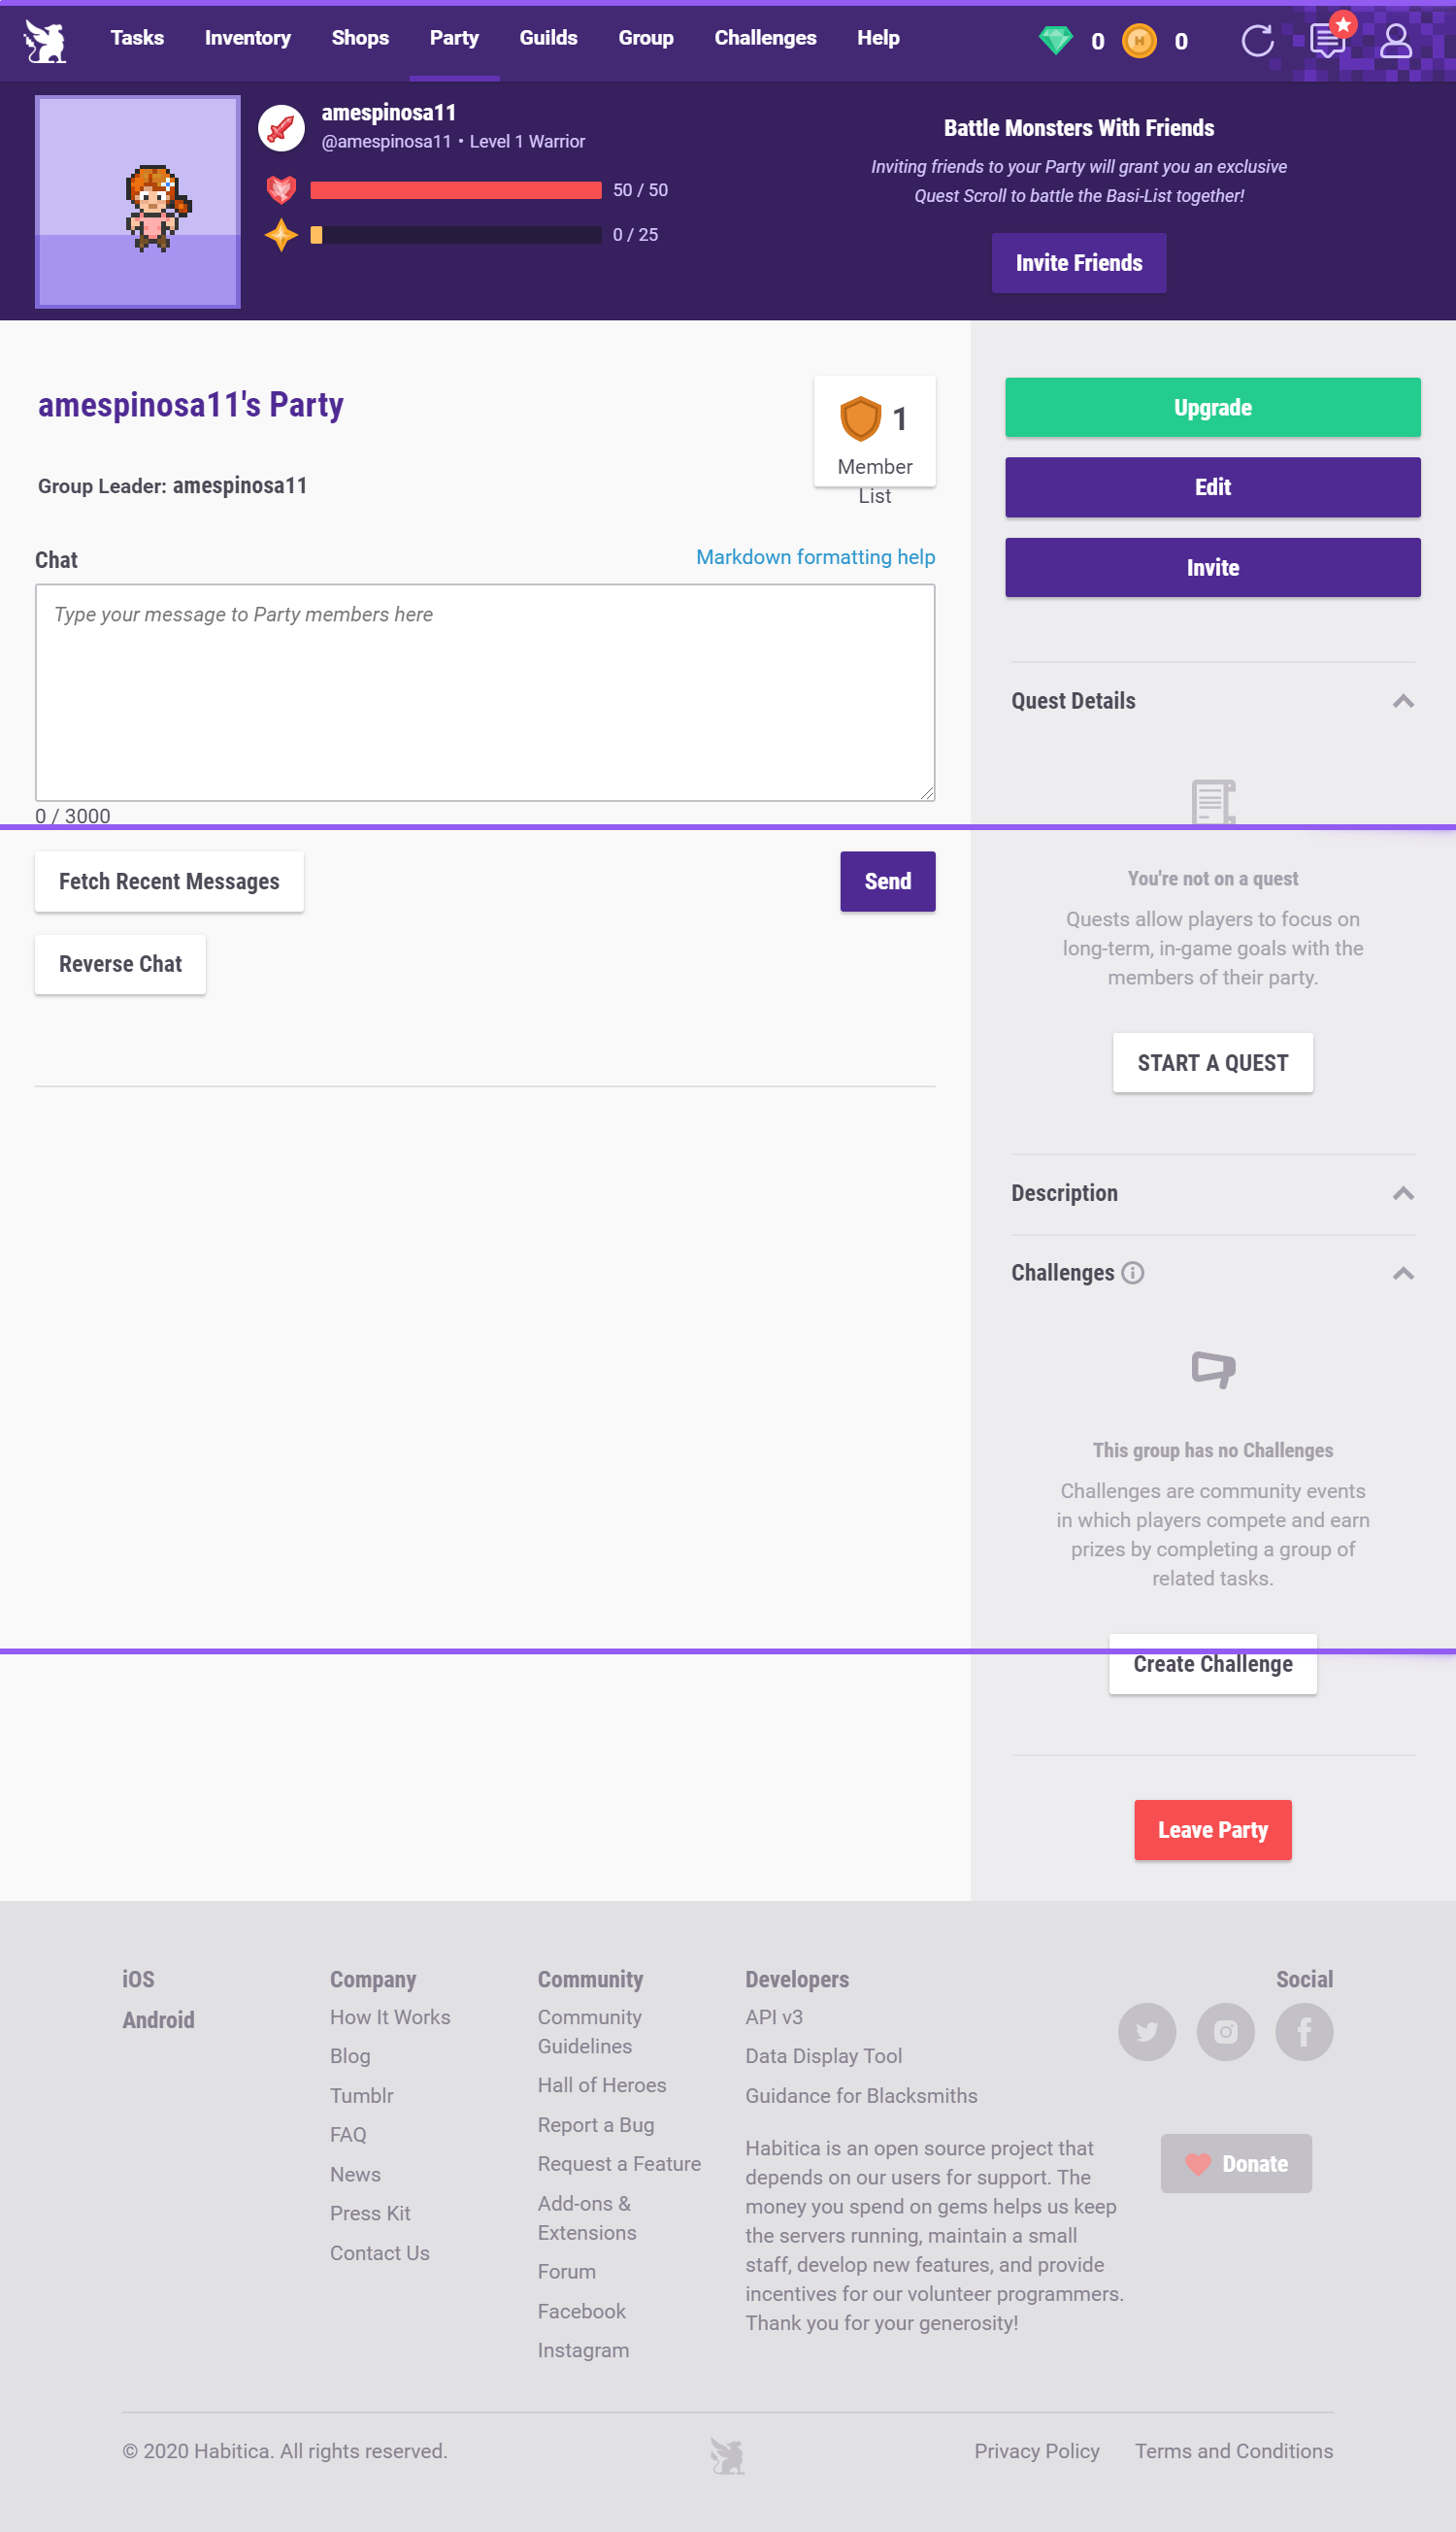 Tasks Inventory Shops Party Guilds Group Challenges Help 0 0
amespinosa11
@amespinosa11 • Level 1 Warrior
50 / 50
0 / 25
Battle Monsters With Friends
Inviting friends to your Party will grant you an exclusive
Quest Scroll to battle the Basi-List together!
Invite Friends
amespinosa11's Party
1
Member
List
Group Leader: amespinosa11
Chat
Markdown formatting help
Type your message to Party members here
0 / 3000
Fetch Recent Messages
Send
Reverse Chat
Upgrade
Edit
Invite
Quest Details
You're not on a quest
Quests allow players to focus on
long-term, in-game goals with the
members of their party.
START A QUEST
Description
Challenges
This group has no Challenges
Challenges are community events
in which players compete and earn
prizes by completing a group of
related tasks.
Create Challenge
Leave Party
iOS
Android
Company
How It Works
Blog
Tumblr
FAQ
News
Press Kit
Contact Us
Community
Community
Guidelines
Hall of Heroes
Report a Bug
Request a Feature
Add-ons &
Extensions
Forum
Facebook
Instagram
Developers
API v3
Data Display Tool
Guidance for Blacksmiths
Habitica is an open source project that
depends on our users for support. The
money you spend on gems helps us keep
the servers running, maintain a small
staff, develop new features, and provide
incentives for our volunteer programmers.
Thank you for your generosity!
Social
Donate
© 2020 Habitica. All rights reserved.
Privacy Policy
Terms and Conditions